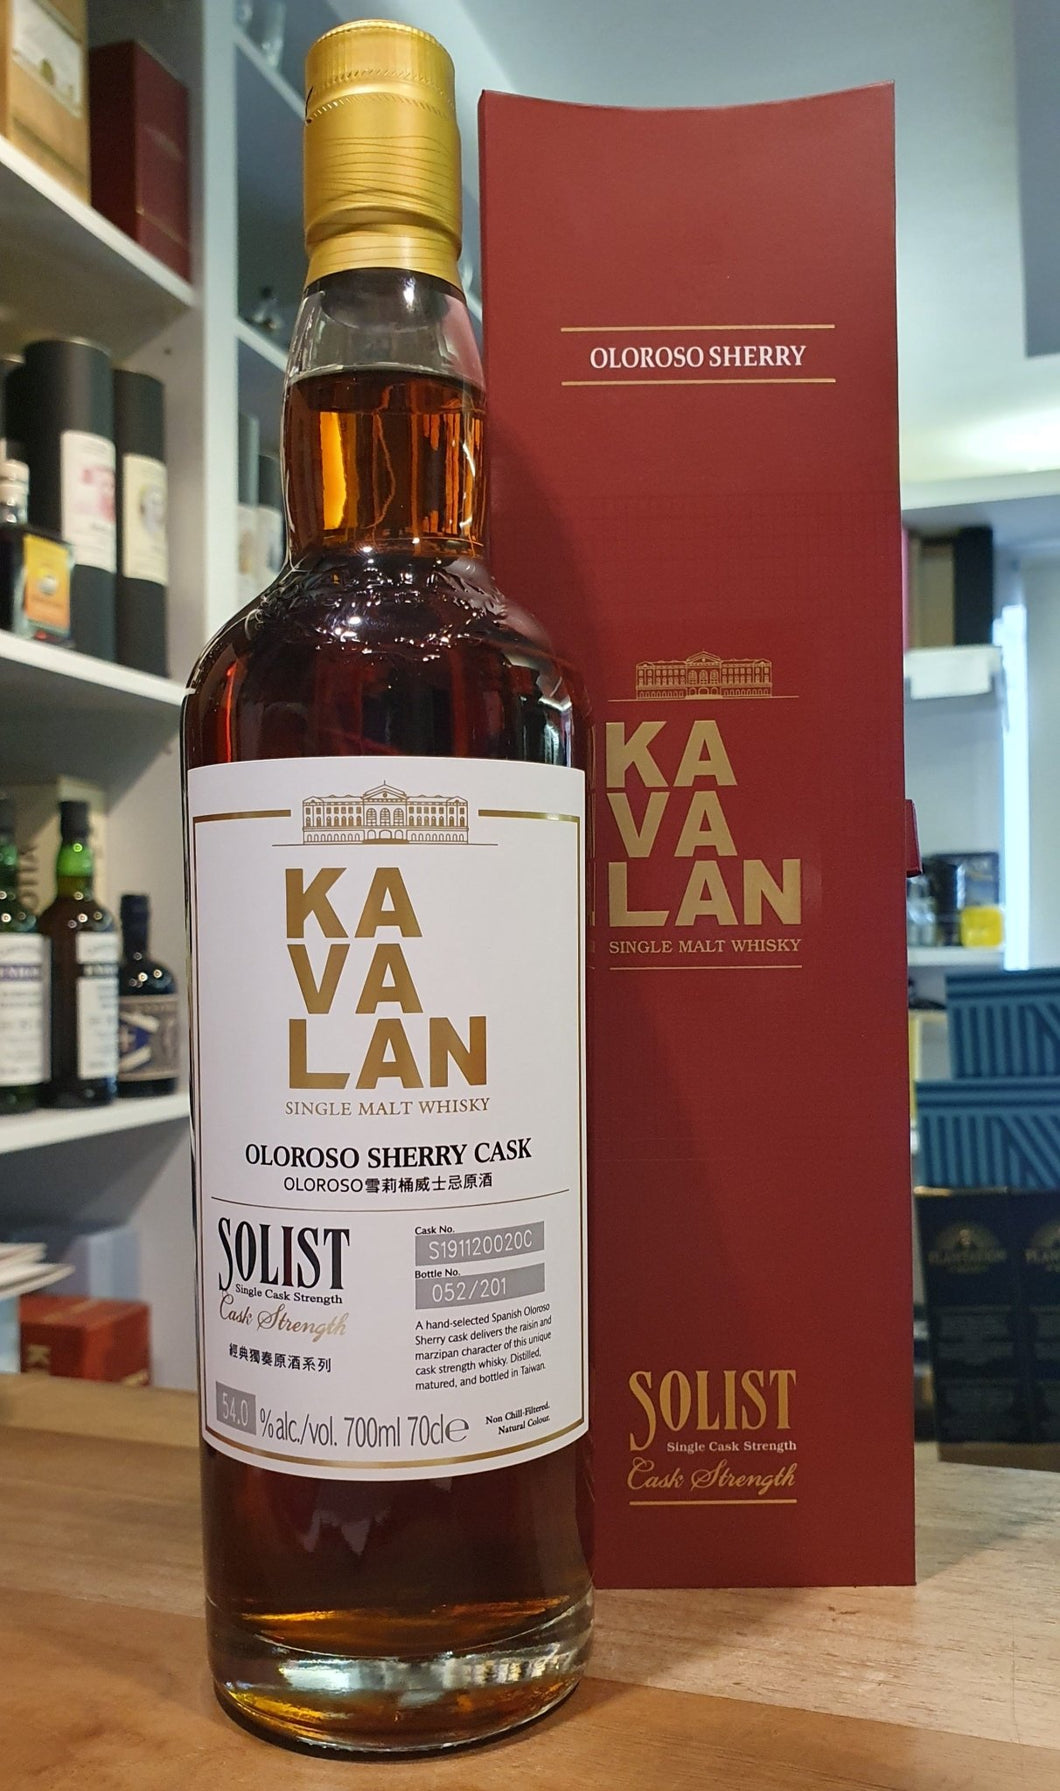 KA
VA
LAN
SINGLE MALT WHISKY
OLOROSO SHERRY CASK
OLOROSO雪莉桶威士忌原酒
SOLIST
Single Cask Strength
Cask Strength
經典獨奏原酒系列
Cask No.
S191120020C
Bottle No.
052/201
A hand-selected Spanish Oloroso
Sherry cask delivers the raisin and
marzipan character of this unique
cask strength whisky. Distilled,
matured, and bottled in Taiwan.
54.0 %alc./vol. 700ml 70cl℮
Non Chill-Filtered.
Natural Colour.
OLOROSO SHERRY
KA
VA
LAN
SINGLE MALT WHISKY
SOLIST
Single Cask Strength
Cask Strength
PLANTATION